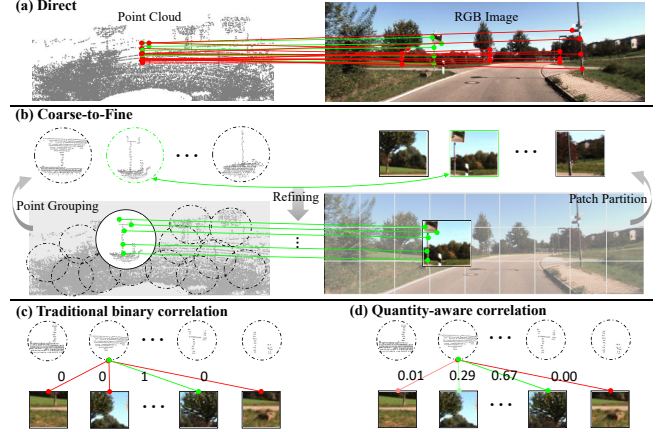 (a) Direct
Point Cloud
RGB Image
(b) Coarse-to-Fine
Point Grouping
Refining
Patch Partition
(c) Traditional binary correlation
(d) Quantity-aware correlation
0 0 1 0
0.01 0.29 0.67 0.00